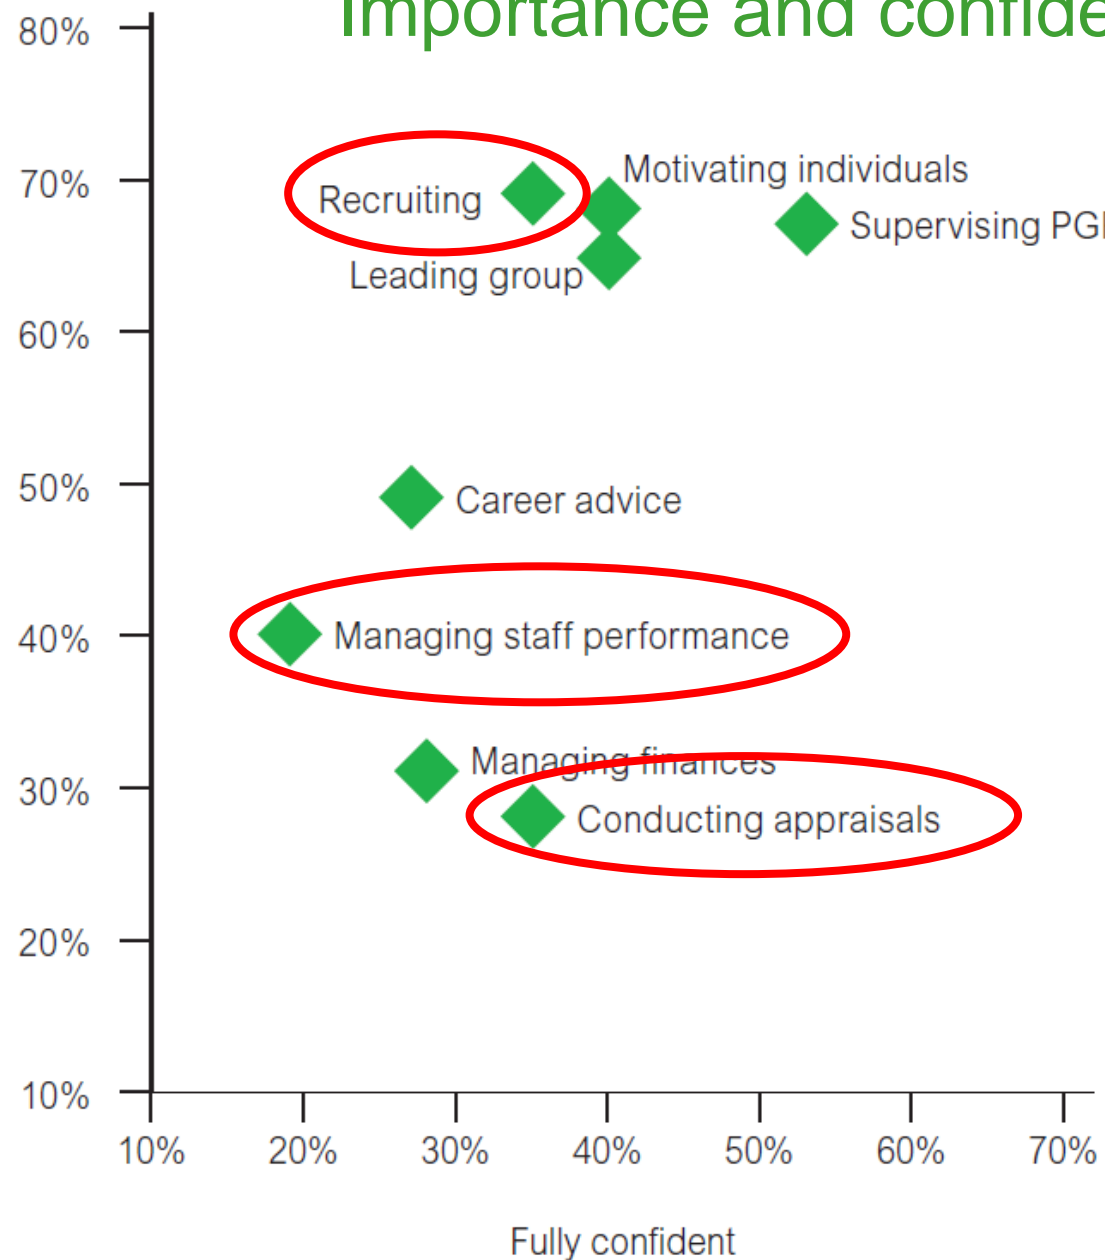 Importance and confide
80%
70%
60%
50%
40%
30%
20%
10%
Motivating individuals
Recruiting
Supervising PG
Leading group
Career advice
Managing staff performance
Managing finances
Conducting appraisals
10% 20% 30% 40% 50% 60% 70%
Fully confident